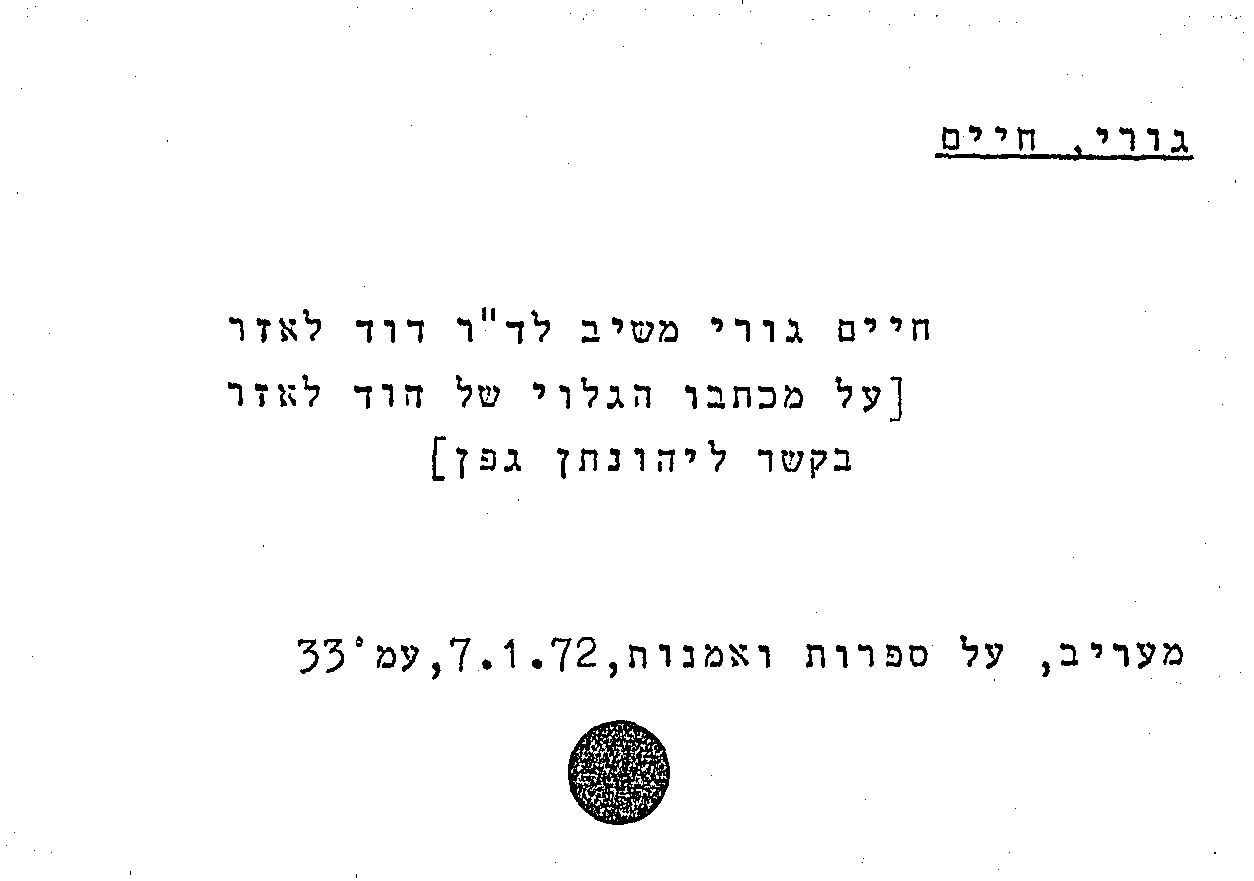 גורי, חיים
חיים גורי משיב לד"ר דוד לאזר
[על מכתבו הגלוי של הוד לאזר
בקשר ליהונתן גפן]
מעריב, על ספרות ואמנות,7.1.72,עמ'33